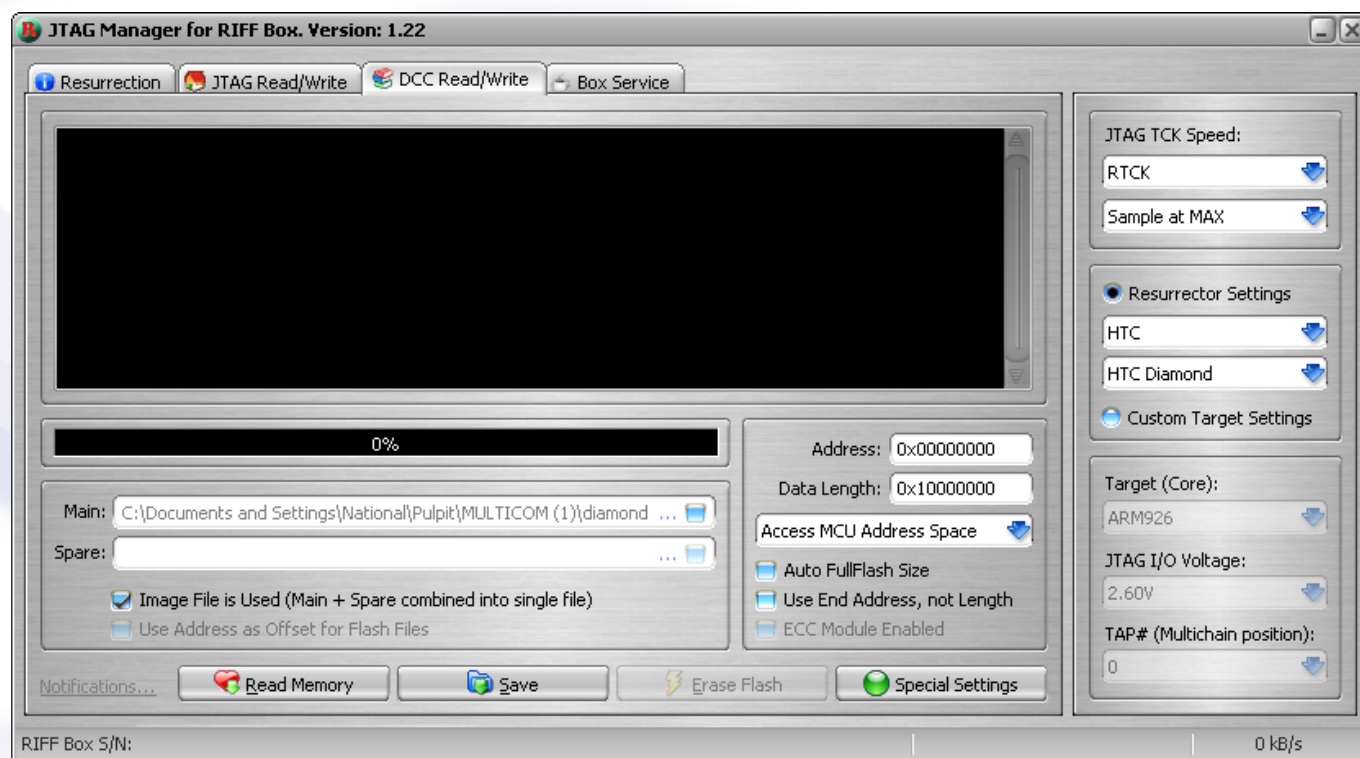 JTAG Manager for RIFF Box. Version: 1.22
Resurrection
JTAG Read/Write
DCC Read/Write
Box Service
0%
Main: C:\Documents and Settings\National\Pulpit\MULTICOM (1)\diamond ...
Spare: ...
Image File is Used (Main + Spare combined into single file)
Use Address as Offset for Flash Files
Address: 0x00000000
Data Length: 0x10000000
Access MCU Address Space
Auto FullFlash Size
Use End Address, not Length
ECC Module Enabled
Notifications...
Read Memory
Save
Erase Flash
Special Settings
JTAG TCK Speed:
RTCK
Sample at MAX
Resurrector Settings
HTC
HTC Diamond
Custom Target Settings
Target (Core):
ARM926
JTAG I/O Voltage:
2.60V
TAP# (Multichain position):
0
RIFF Box S/N:
0 kB/s